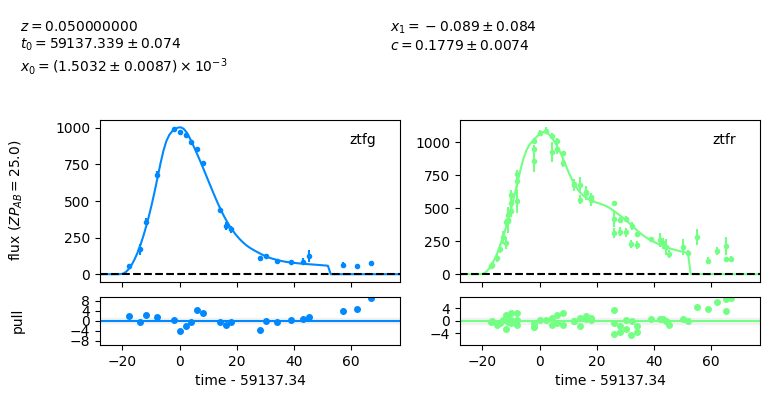 z = 0.050000000
t₀ = 59137.339 ± 0.074
x₀ = (1.5032 ± 0.0087) × 10⁻³
x₁ = −0.089 ± 0.084
c = 0.1779 ± 0.0074
flux (ZP_AB = 25.0)
1000
750
500
250
0
ztfg
1000
750
500
250
0
ztfr
pull
8
4
0
−4
−8
−20 0 20 40 60
time - 59137.34
4
0
−4
−20 0 20 40 60
time - 59137.34